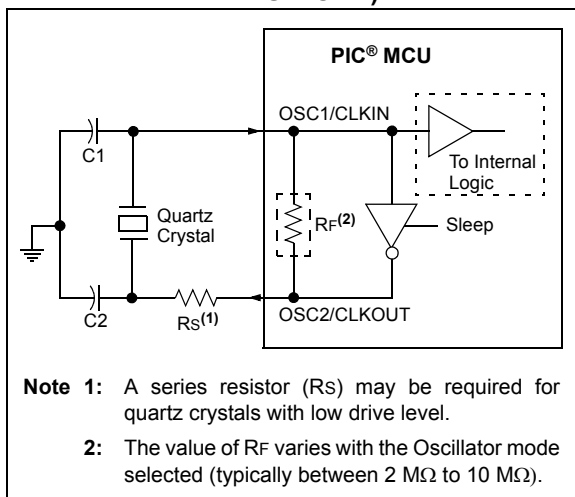 PIC® MCU
OSC1/CLKIN
C1
To Internal
Logic
Quartz
Crystal
RF(2)
Sleep
C2
RS(1)
OSC2/CLKOUT
Note 1: A series resistor (RS) may be required for
quartz crystals with low drive level.
2: The value of RF varies with the Oscillator mode
selected (typically between 2 MΩ to 10 MΩ).